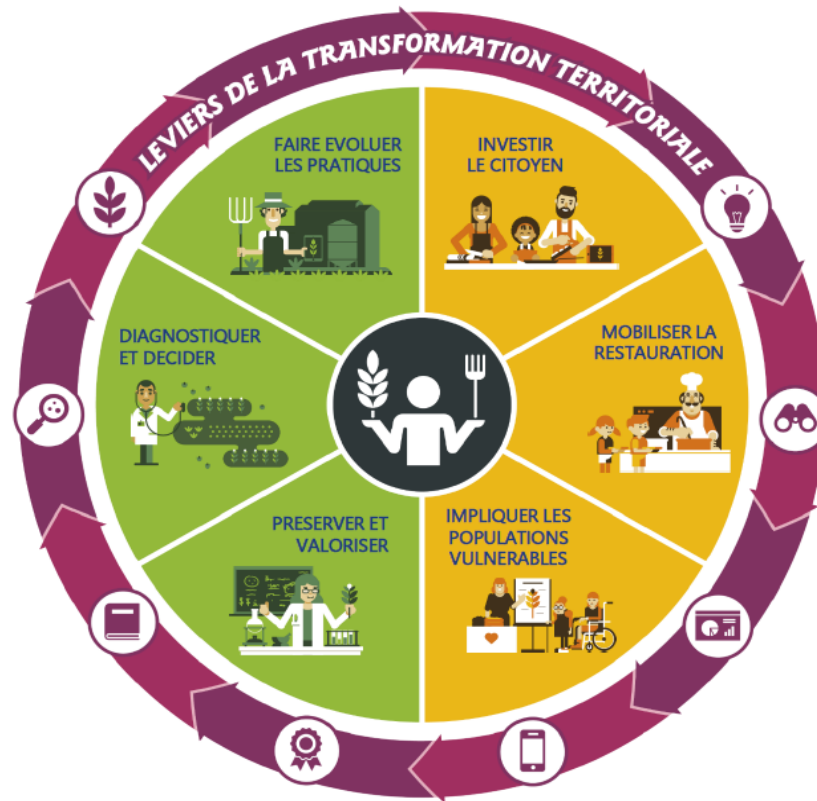 LEVIERS DE LA TRANSFORMATION TERRITORIALE
FAIRE EVOLUER
LES PRATIQUES
INVESTIR
LE CITOYEN
DIAGNOSTIQUER
ET DECIDER
MOBILISER LA
RESTAURATION
PRESERVER ET
VALORISER
IMPLIQUER LES
POPULATIONS
VULNERABLES